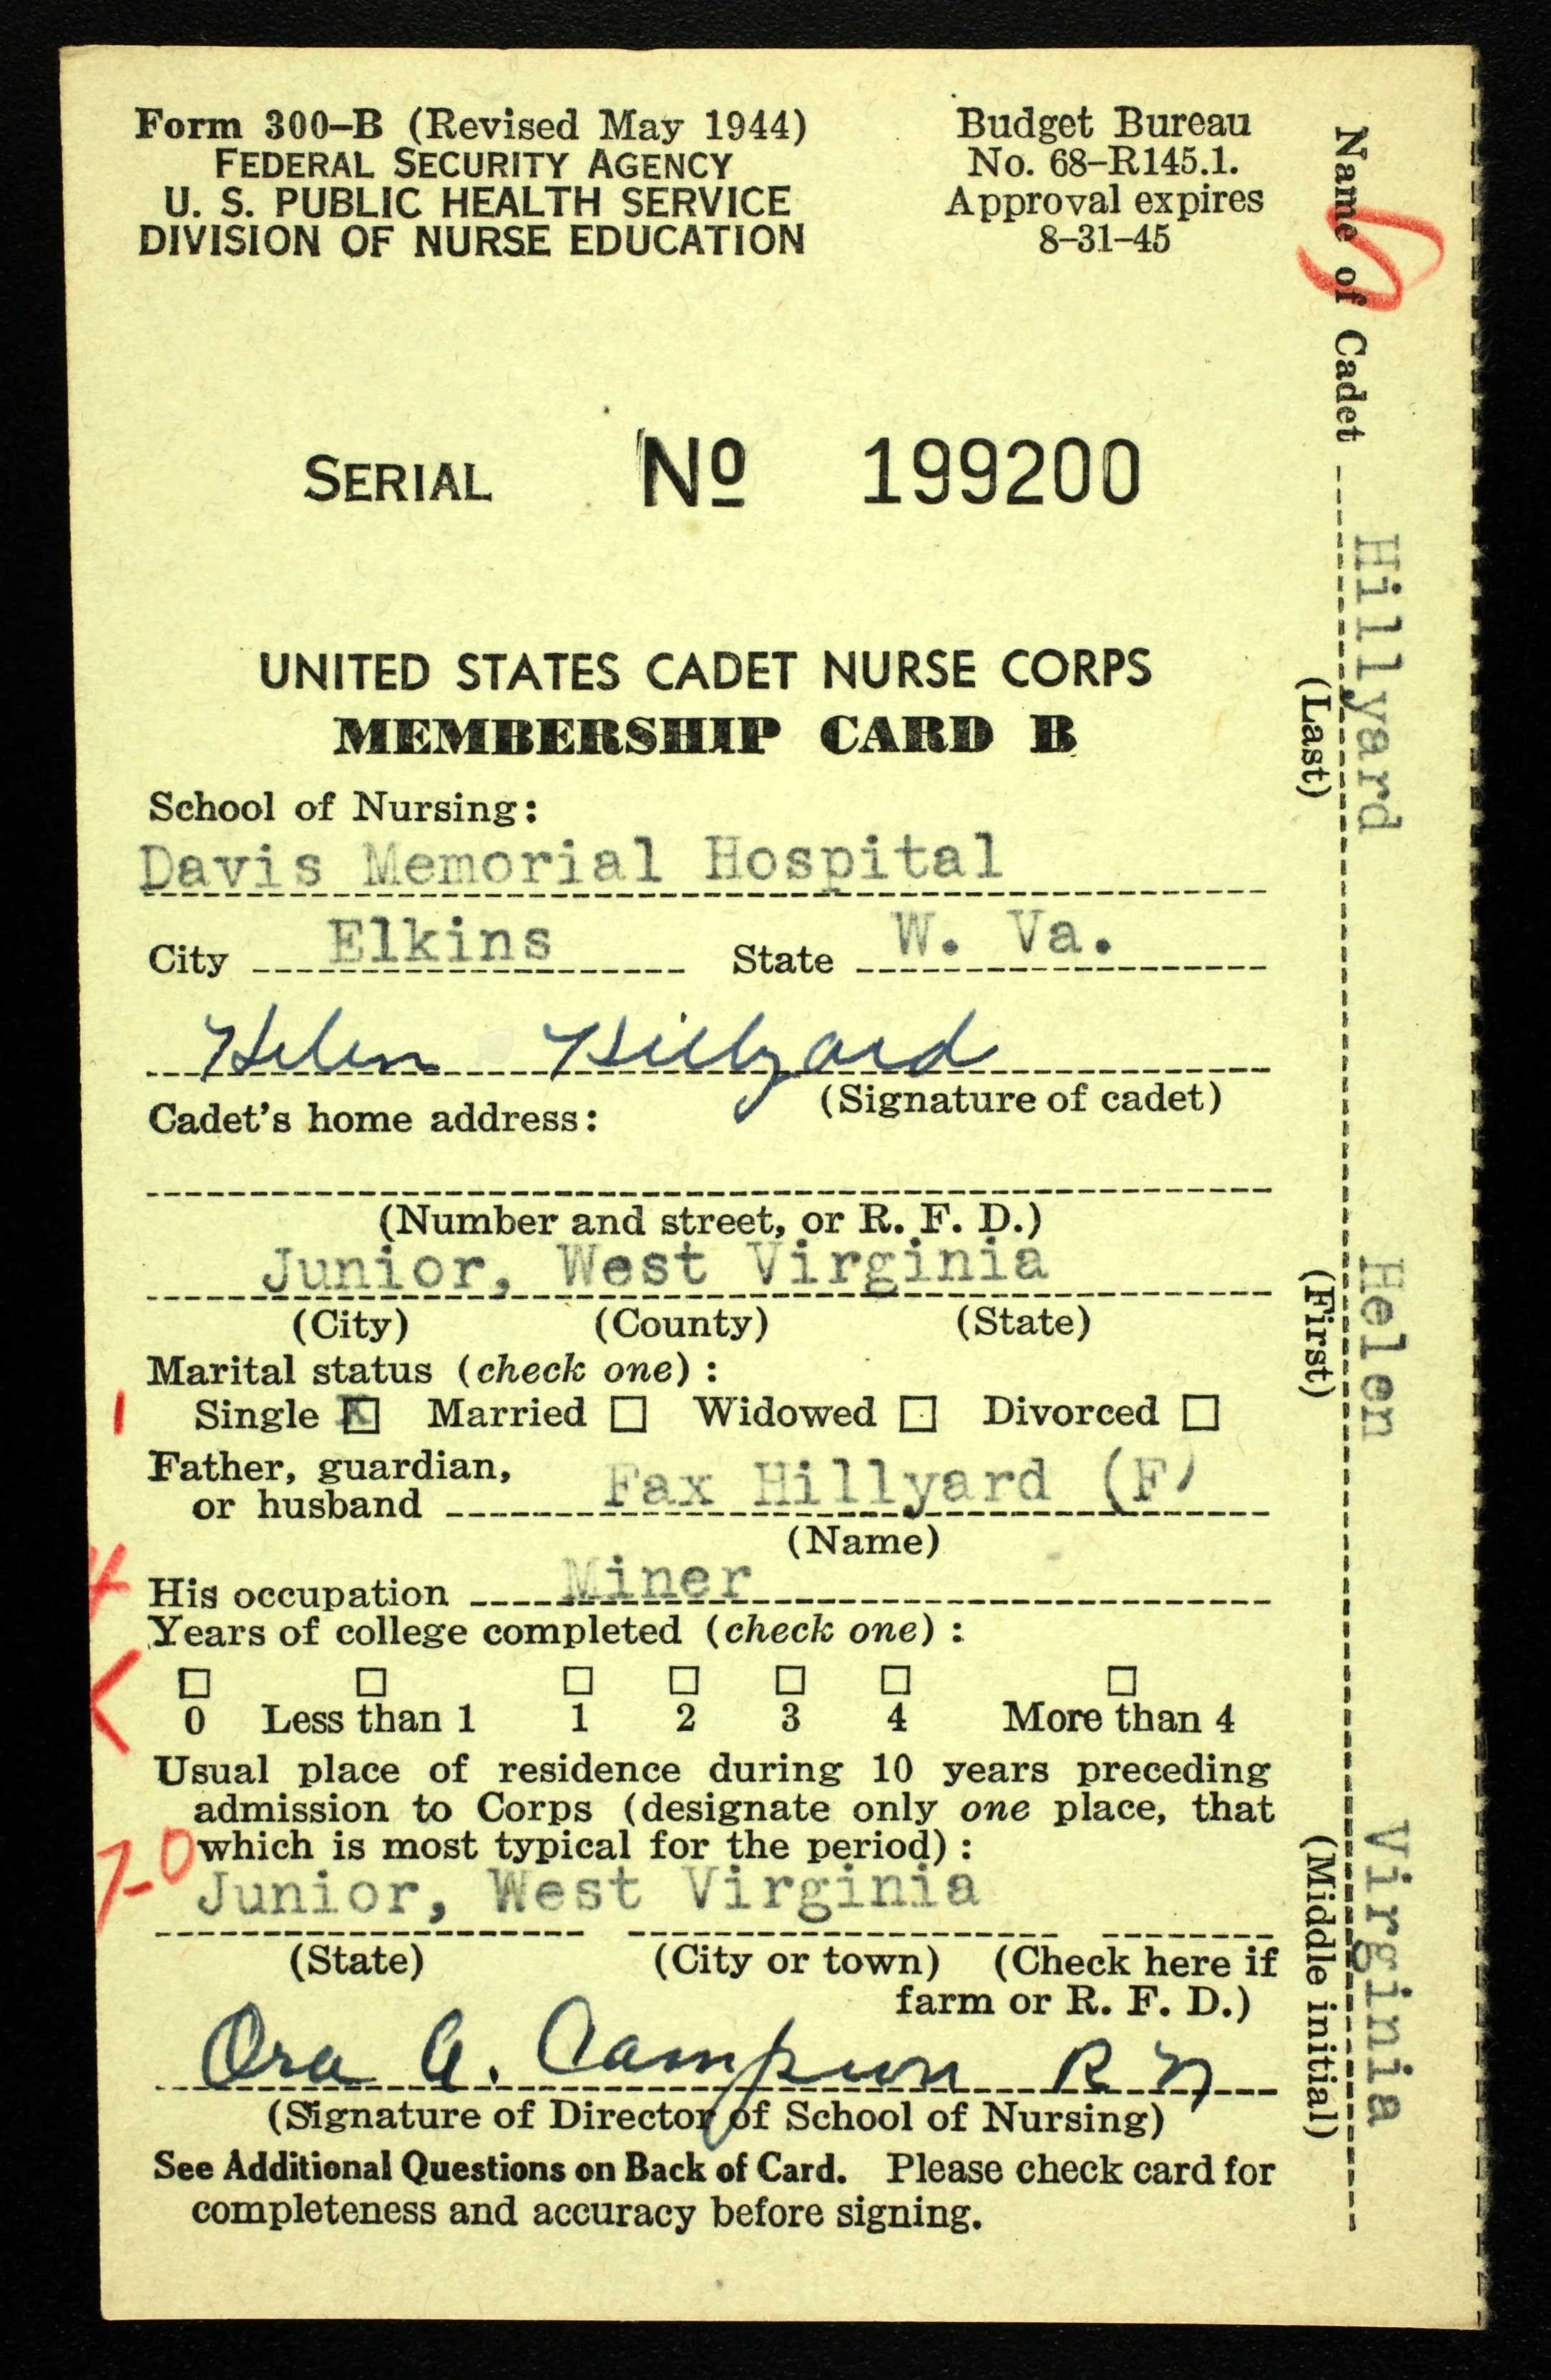 Form 300–B (Revised May 1944)
FEDERAL SECURITY AGENCY
U. S. PUBLIC HEALTH SERVICE
DIVISION OF NURSE EDUCATION
Budget Bureau
No. 68–R145.1.
Approval expires
8–31–45
SERIAL No 199200
UNITED STATES CADET NURSE CORPS
MEMBERSHIP CARD B
School of Nursing:
Davis Memorial Hospital
City Elkins State W. Va.
Helen Hillyard
(Signature of cadet)
Cadet's home address:
(Number and street, or R. F. D.)
Junior, West Virginia
(City) (County) (State)
Marital status (check one) :
1 Single X Married Widowed Divorced
Father, guardian,
or husband Fax Hillyard (F)
(Name)
4 His occupation Miner
Years of college completed (check one) :
0 Less than 1 1 2 3 4 More than 4
Usual place of residence during 10 years preceding
admission to Corps (designate only one place, that
which is most typical for the period) :
Junior, West Virginia
(State) (City or town) (Check here if
farm or R. F. D.)
Ora A. Campson R N
(Signature of Director of School of Nursing)
See Additional Questions on Back of Card. Please check card for
completeness and accuracy before signing.
Name of Cadet Hillyard Helen Virginia
(Last) (First) (Middle initial)